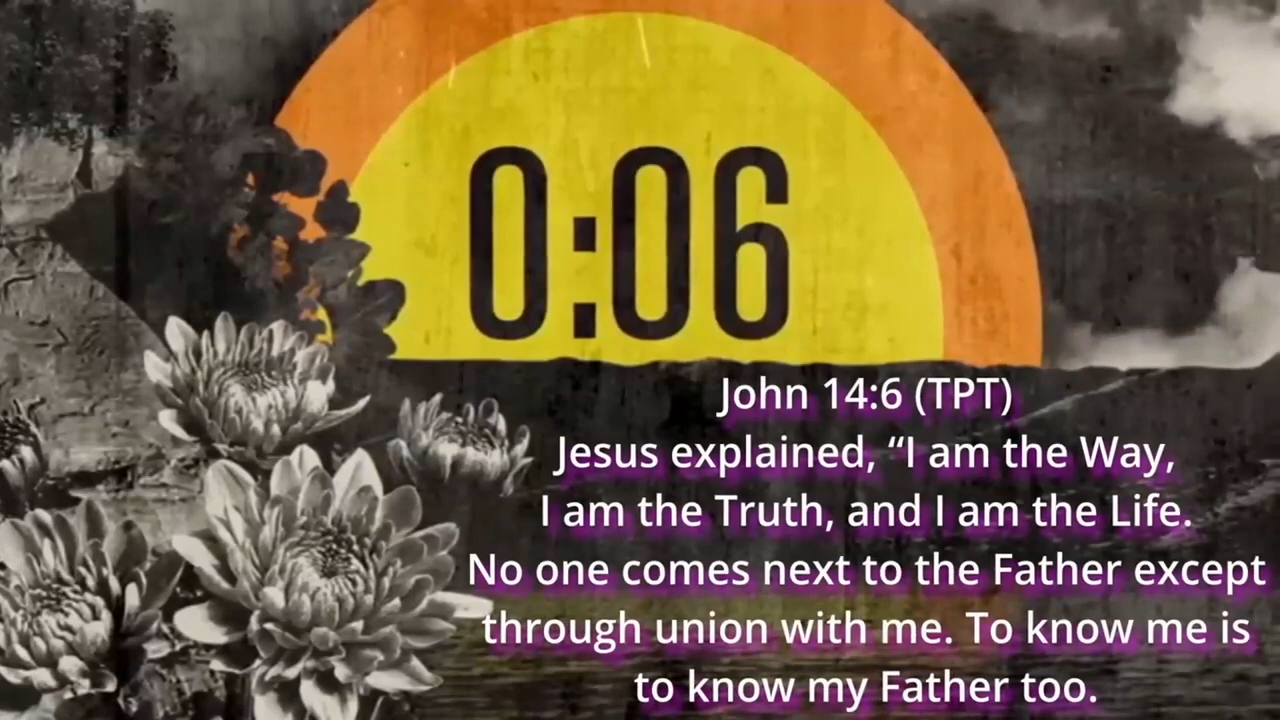 0:06
John 14:6 (TPT)
Jesus explained, “I am the Way,
I am the Truth, and I am the Life.
No one comes next to the Father except
through union with me. To know me is
to know my Father too.